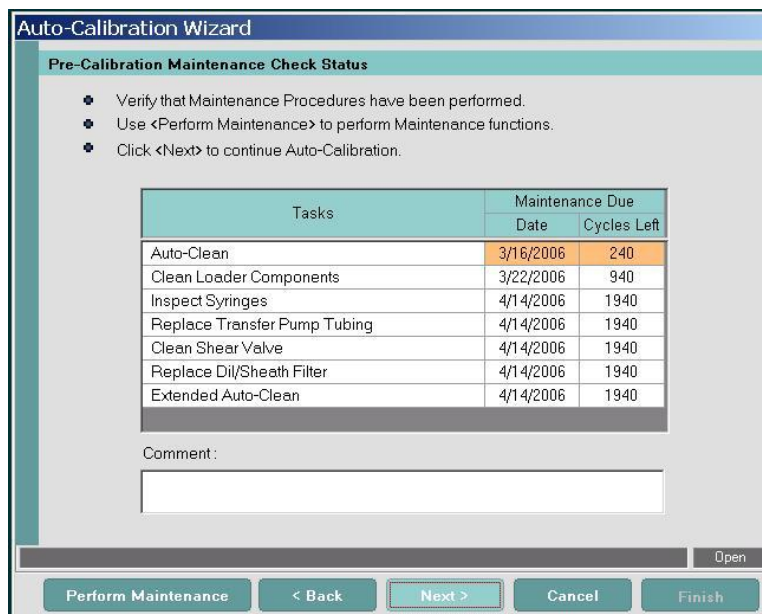 Auto-Calibration Wizard
Pre-Calibration Maintenance Check Status
Verify that Maintenance Procedures have been performed.
Use <Perform Maintenance> to perform Maintenance functions.
Click <Next> to continue Auto-Calibration.
Tasks Maintenance Due
Date Cycles Left
Auto-Clean 3/16/2006 240
Clean Loader Components 3/22/2006 940
Inspect Syringes 4/14/2006 1940
Replace Transfer Pump Tubing 4/14/2006 1940
Clean Shear Valve 4/14/2006 1940
Replace Dil/Sheath Filter 4/14/2006 1940
Extended Auto-Clean 4/14/2006 1940
Comment:
Open
Perform Maintenance < Back Next > Cancel Finish